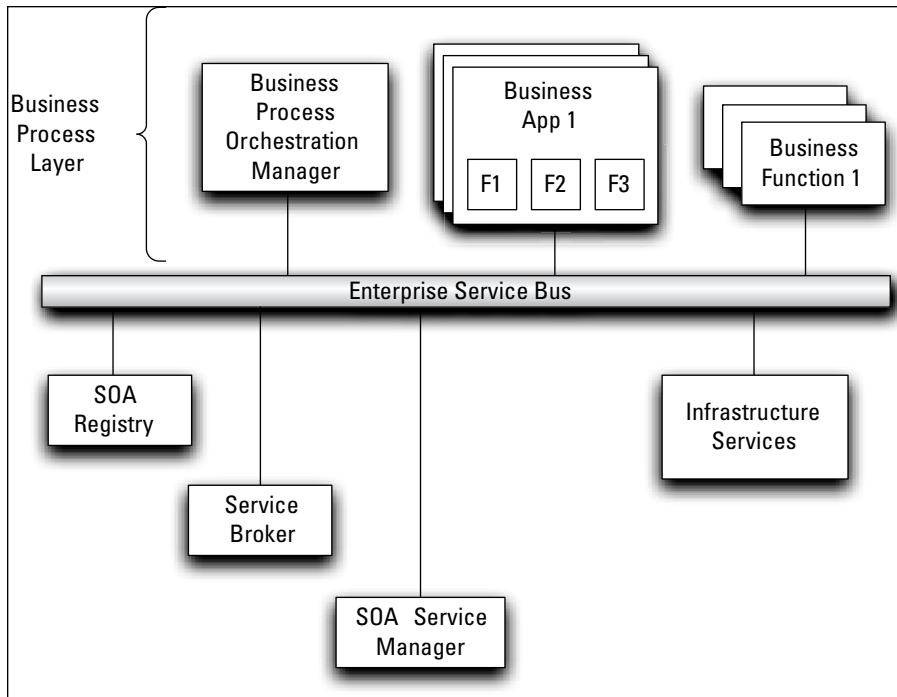 Business
Process
Layer
Business
Process
Orchestration
Manager
Business
App 1
F1
F2
F3
Business
Function 1
Enterprise Service Bus
SOA
Registry
Service
Broker
SOA Service
Manager
Infrastructure
Services